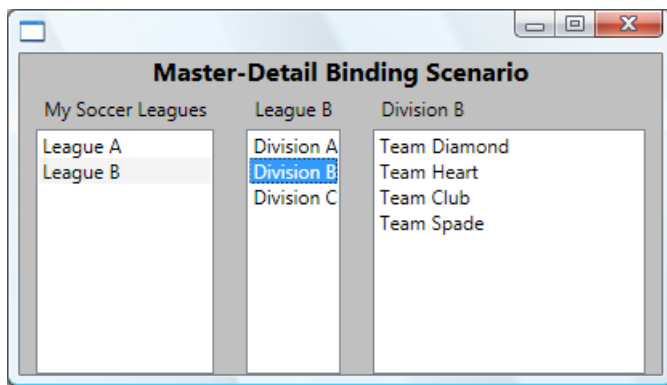 Master-Detail Binding Scenario
My Soccer Leagues
League B
Division B
League A
League B
Division A
Division B
Division C
Team Diamond
Team Heart
Team Club
Team Spade